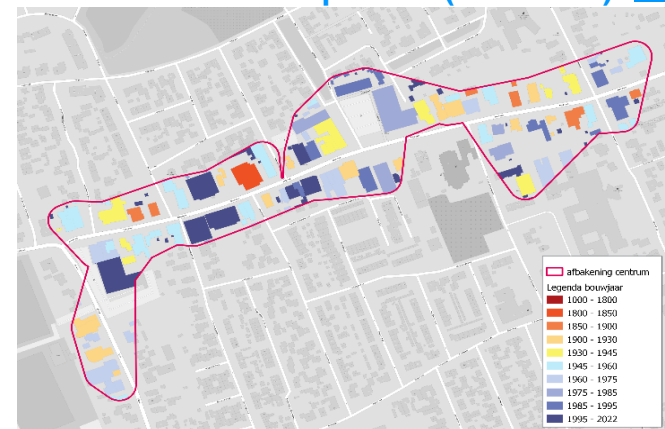 afbakening centrum
Legenda bouwjaar
1000 - 1800
1800 - 1850
1850 - 1900
1900 - 1930
1930 - 1945
1945 - 1960
1960 - 1975
1975 - 1985
1985 - 1995
1995 - 2022